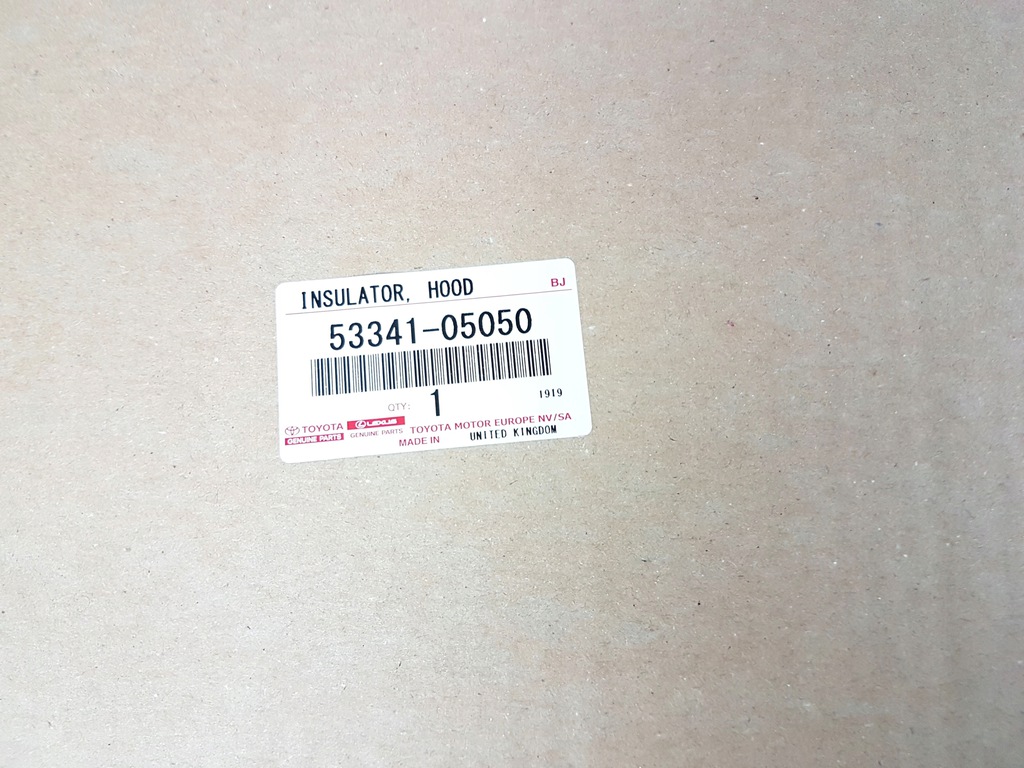 INSULATOR, HOOD BJ
53341-05050
QTY: 1 1919
TOYOTA LEXUS TOYOTA MOTOR EUROPE NV/SA
GENUINE PARTS GENUINE PARTS MADE IN UNITED KINGDOM